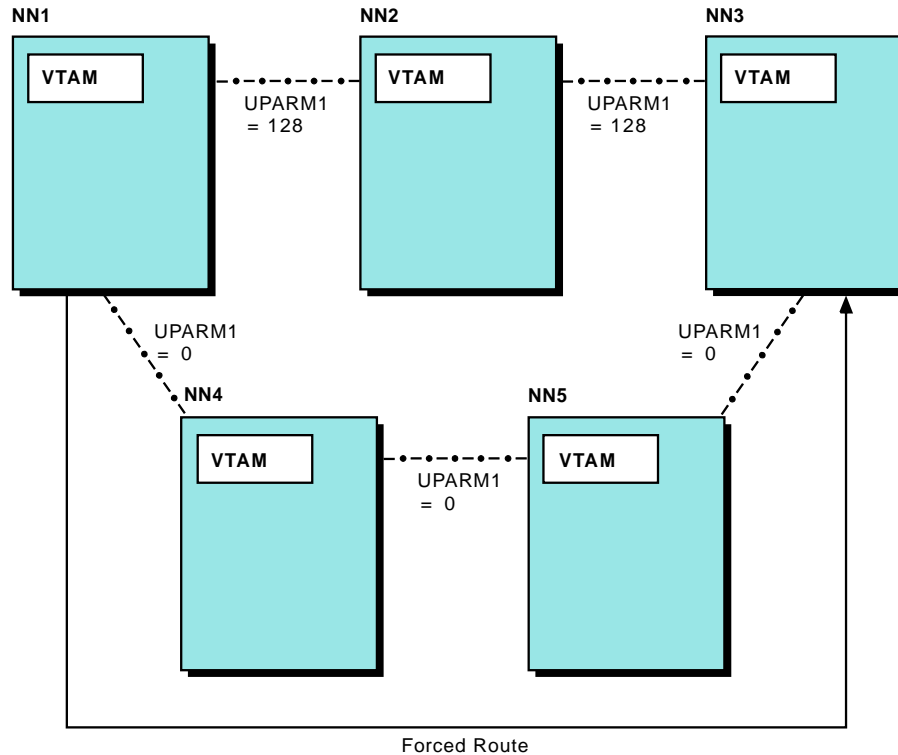 NN1
NN2
NN3
VTAM
VTAM
VTAM
UPARM1
= 128
UPARM1
= 128
UPARM1
= 0
UPARM1
= 0
NN4
NN5
VTAM
VTAM
UPARM1
= 0
Forced Route